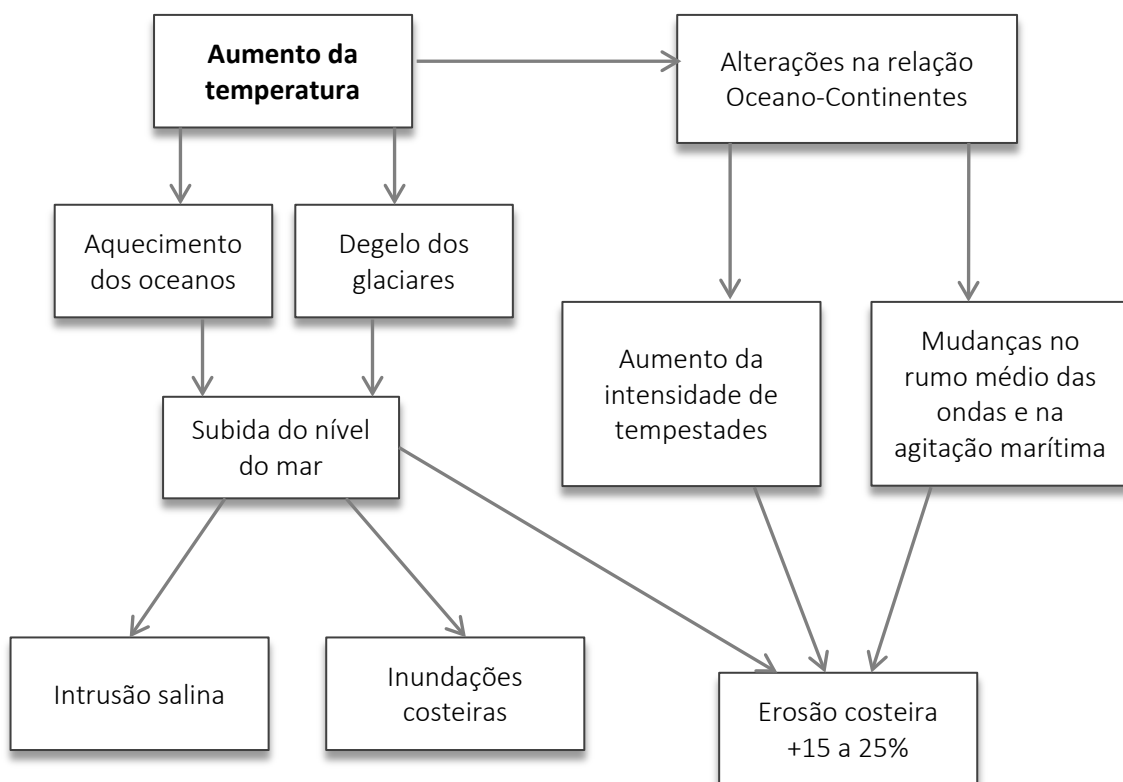 Aumento da
temperatura
Alterações na relação
Oceano-Continentes
Aquecimento
dos oceanos
Degelo dos
glaciares
Aumento da
intensidade de
tempestades
Mudanças no
rumo médio das
ondas e na
agitação marítima
Subida do nível
do mar
Intrusão salina
Inundações
costeiras
Erosão costeira
+15 a 25%